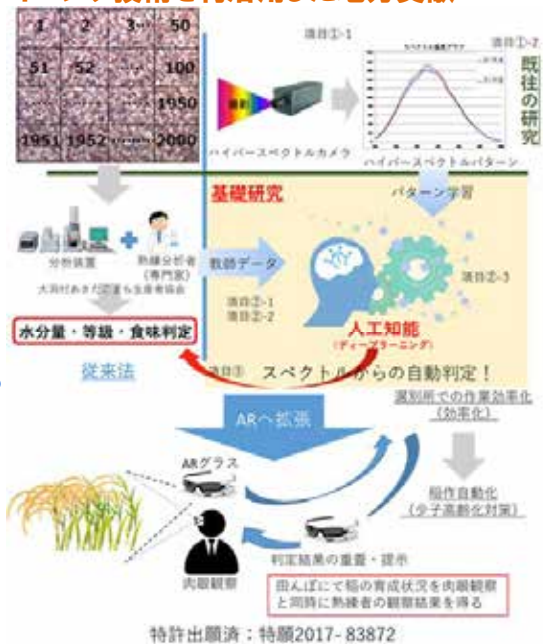 1 2 3… 50
51 52 …… 100
……… 1950
1951 1952 ……… 2000
項目①-1
項目①-2
スペクトル強度グラフ
既往の研究
ハイパースペクトルカメラ
ハイパースペクトルパターン
基礎研究
パターン学習
分析装置
熟練分析者
(専門家)
教師データ
項目②-1
項目②-2
項目②-3
人工知能
(ディープラーニング)
水分量・等級・食味判定
従来法
項目③
スペクトルからの自動判定!
選別所での作業効率化
(効率化)
ARへ拡張
ARグラス
稲作自動化
(少子高齢化対策)
肉眼観察
判定結果の重畳・提示
田んぼにて稲の育成状況を肉眼観察
と同時に熟練者の観察結果を得る
特許出願済:特願2017-83872